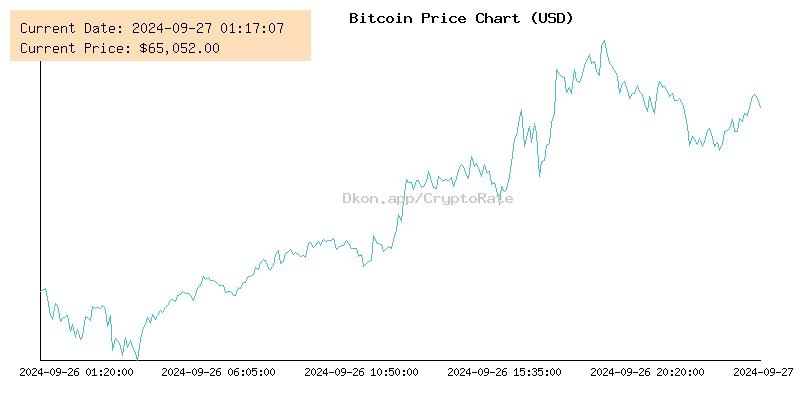 Bitcoin Price Chart (USD)
Current Date: 2024-09-27 01:17:07
Current Price: $65,052.00
Dkon.app/CryptoRate
2024-09-26 01:20:00 2024-09-26 06:05:00 2024-09-26 10:50:00 2024-09-26 15:35:00 2024-09-26 20:20:00 2024-09-27